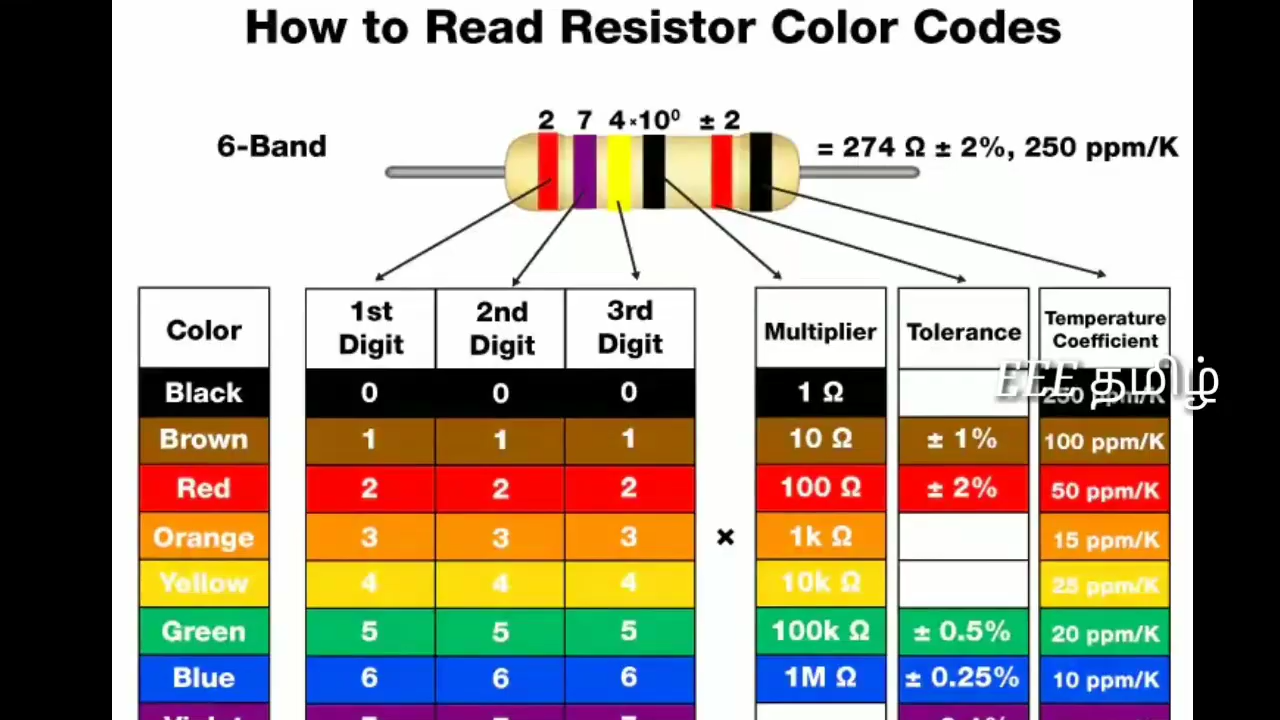 How to Read Resistor Color Codes
2 7 4×10⁰ ± 2
6-Band
= 274 Ω ± 2%, 250 ppm/K
Color 1st Digit 2nd Digit 3rd Digit Multiplier Tolerance Temperature Coefficient
EEE தமிழ்
Black 0 0 0 1 Ω 250 ppm/K
Brown 1 1 1 10 Ω ± 1% 100 ppm/K
Red 2 2 2 100 Ω ± 2% 50 ppm/K
Orange 3 3 3 × 1k Ω 15 ppm/K
Yellow 4 4 4 10k Ω 25 ppm/K
Green 5 5 5 100k Ω ± 0.5% 20 ppm/K
Blue 6 6 6 1M Ω ± 0.25% 10 ppm/K